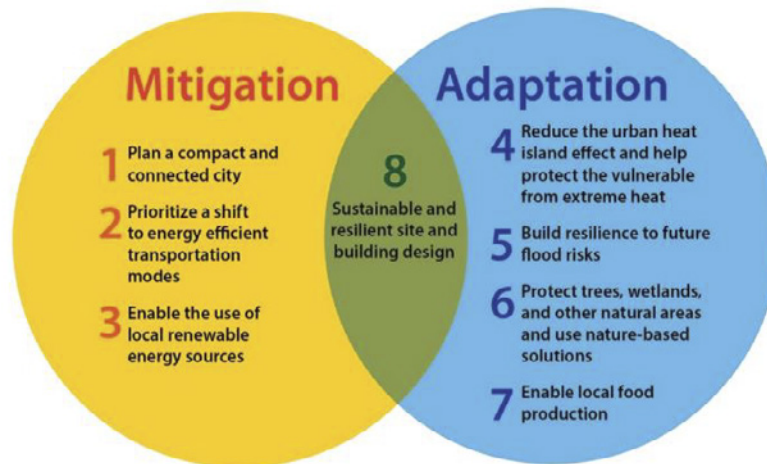 Mitigation
1 Plan a compact and
connected city
2 Prioritize a shift
to energy efficient
transportation
modes
3 Enable the use of
local renewable
energy sources
8
Sustainable and
resilient site and
building design
Adaptation
4 Reduce the urban heat
island effect and help
protect the vulnerable
from extreme heat
5 Build resilience to future
flood risks
6 Protect trees, wetlands,
and other natural areas
and use nature-based
solutions
7 Enable local food
production